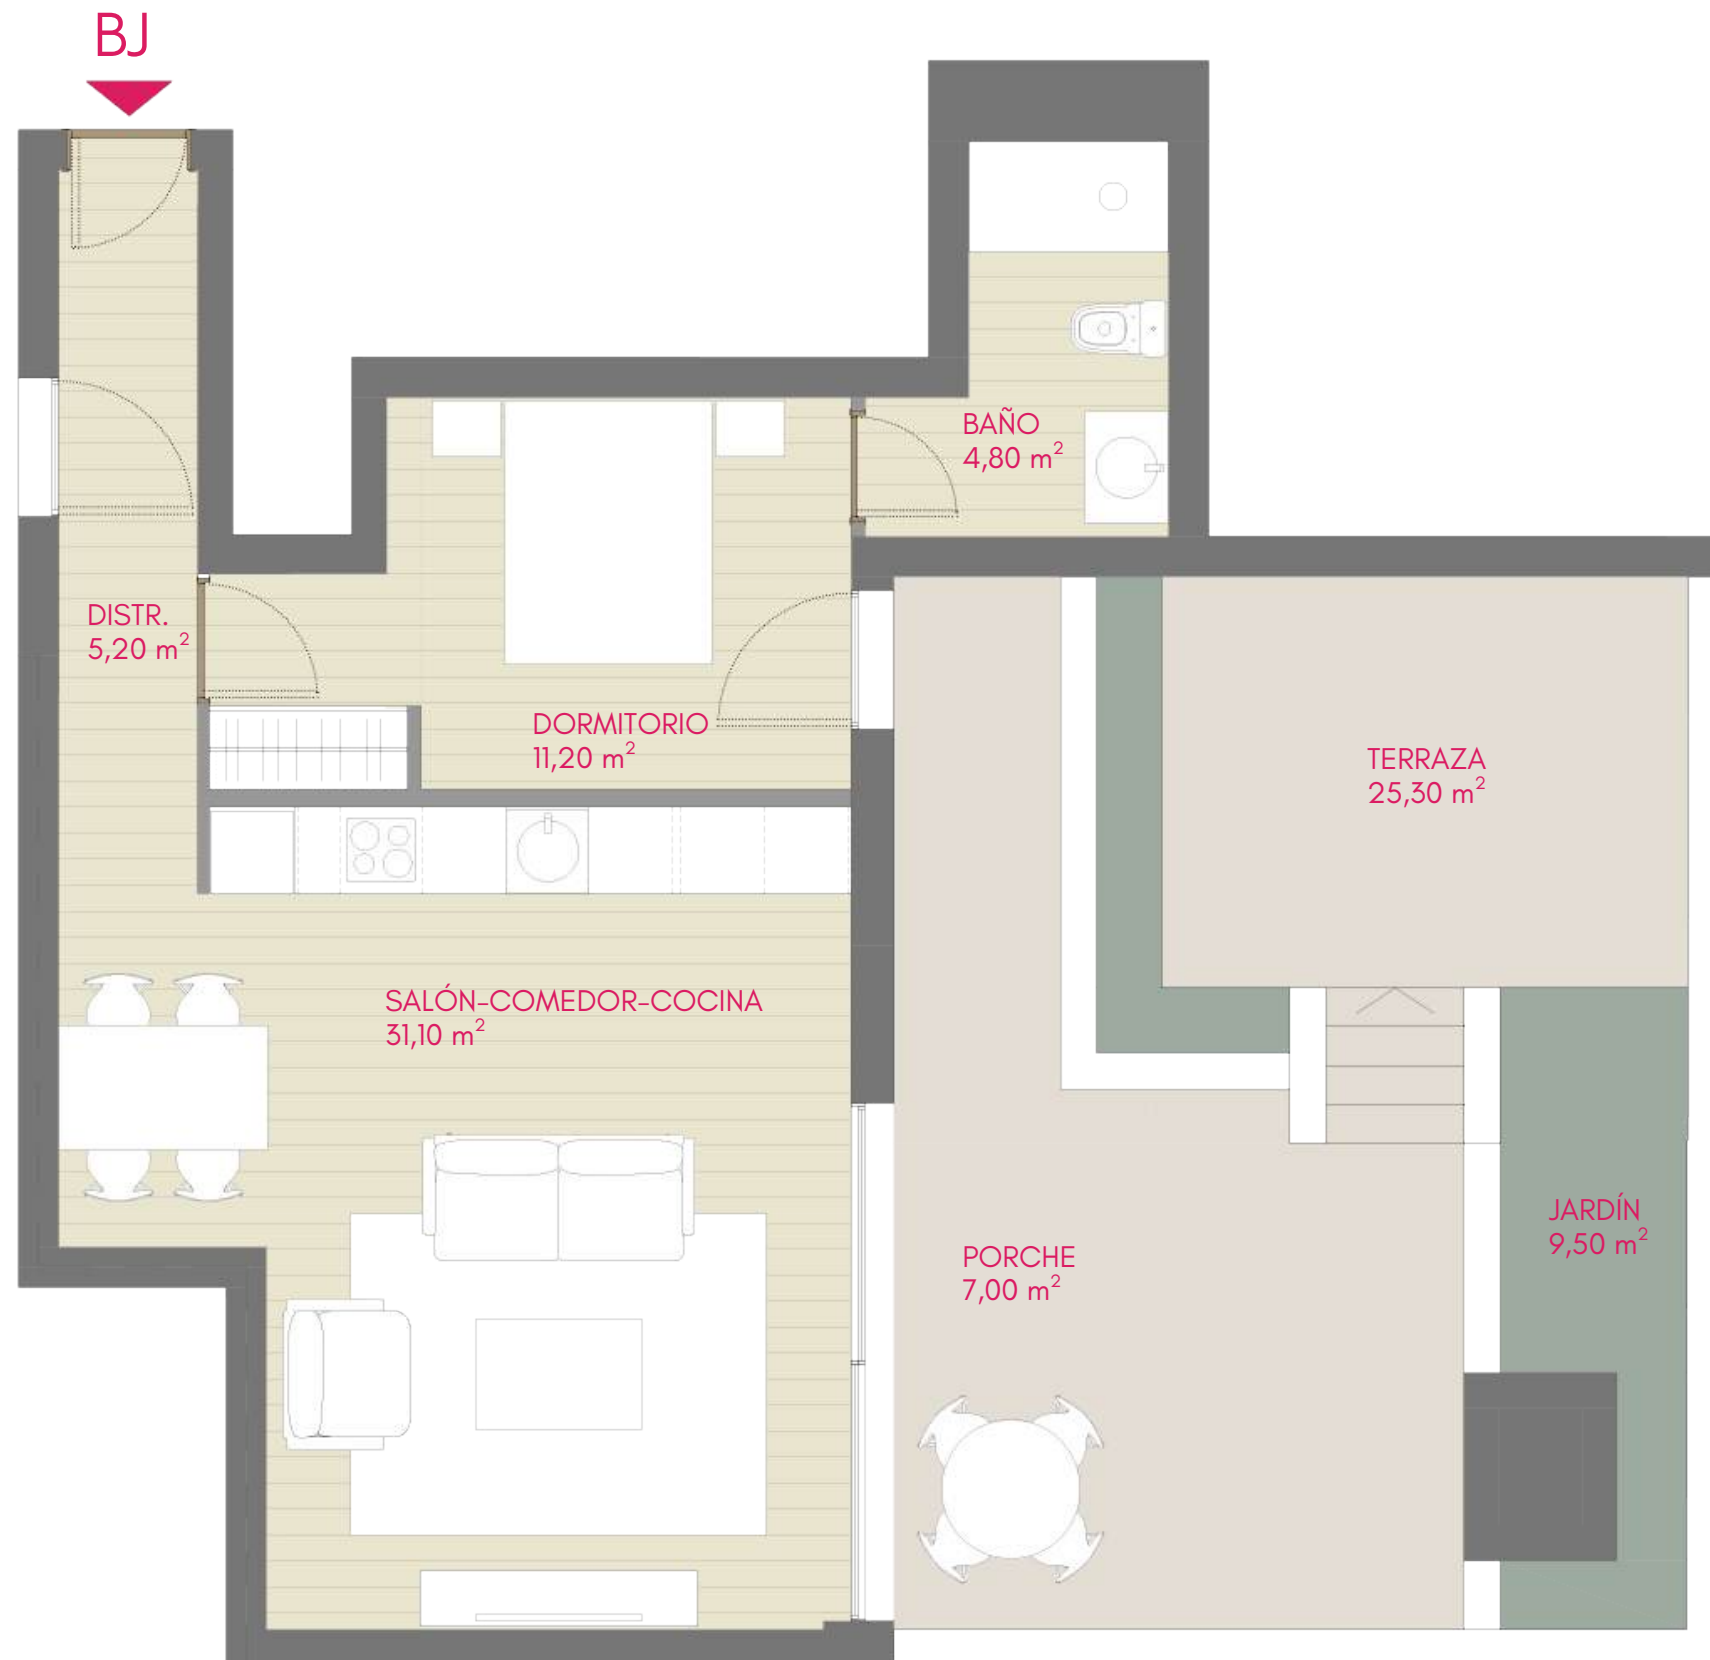 BJ
BAÑO
4,80 m²
DISTR.
5,20 m²
DORMITORIO
11,20 m²
TERRAZA
25,30 m²
SALÓN-COMEDOR-COCINA
31,10 m²
JARDÍN
9,50 m²
PORCHE
7,00 m²